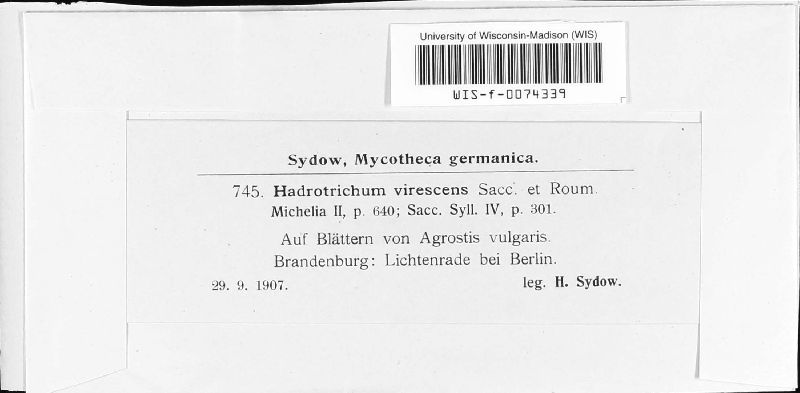 University of Wisconsin-Madison (WIS)
WIS-f-0074339
Sydow, Mycotheca germanica.
745. Hadrotrichum virescens Sacc. et Roum.
Michelia II, p. 640; Sacc. Syll. IV, p. 301.
Auf Blättern von Agrostis vulgaris.
Brandenburg: Lichtenrade bei Berlin.
29. 9. 1907. leg. H. Sydow.